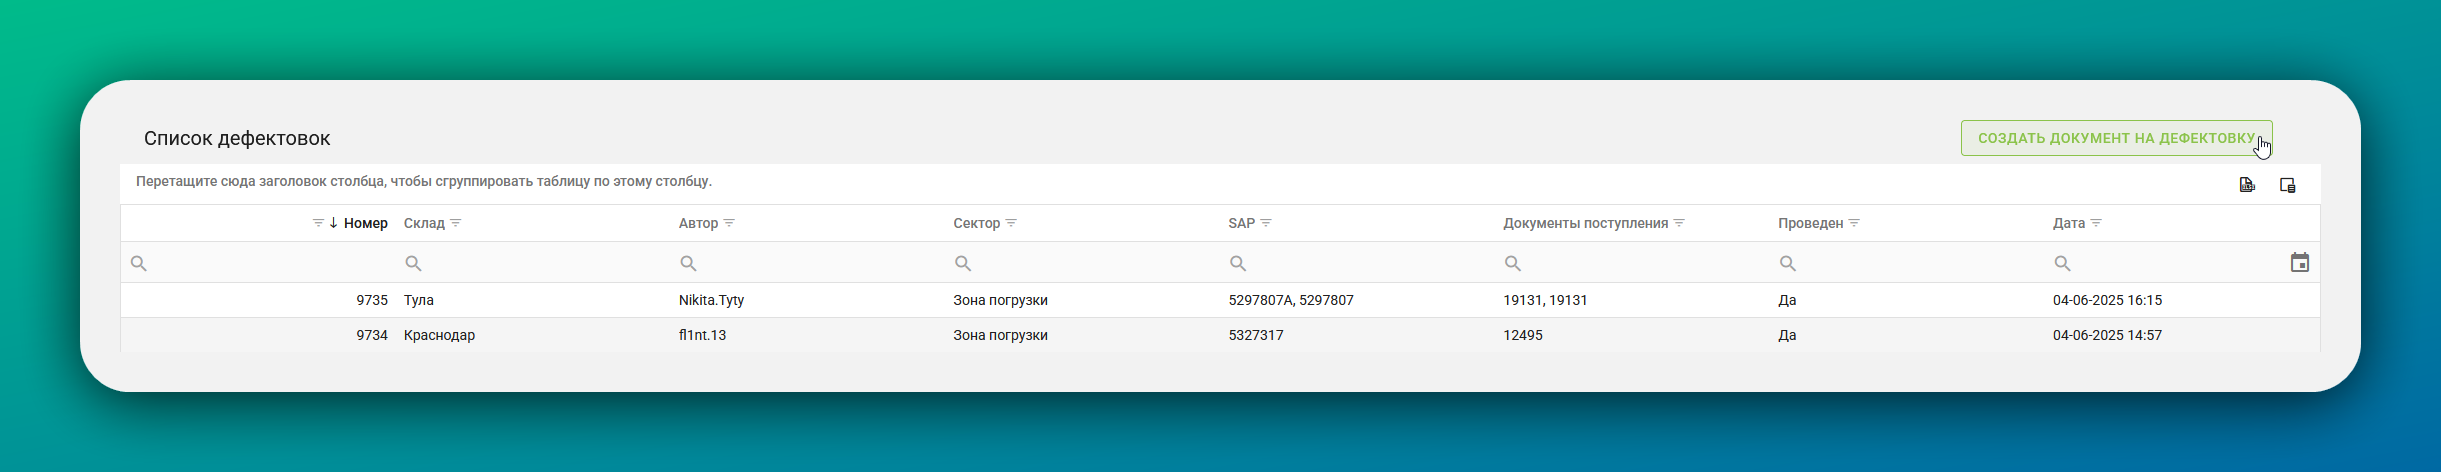 Список дефектовок
СОЗДАТЬ ДОКУМЕНТ НА ДЕФЕКТОВКУ
Перетащите сюда заголовок столбца, чтобы сгруппировать таблицу по этому столбцу.
Номер Склад Автор Сектор SAP Документы поступления Проведен Дата
9735 Тула Nikita.Tyty Зона погрузки 5297807A, 5297807 19131, 19131 Да 04-06-2025 16:15
9734 Краснодар fl1nt.13 Зона погрузки 5327317 12495 Да 04-06-2025 14:57